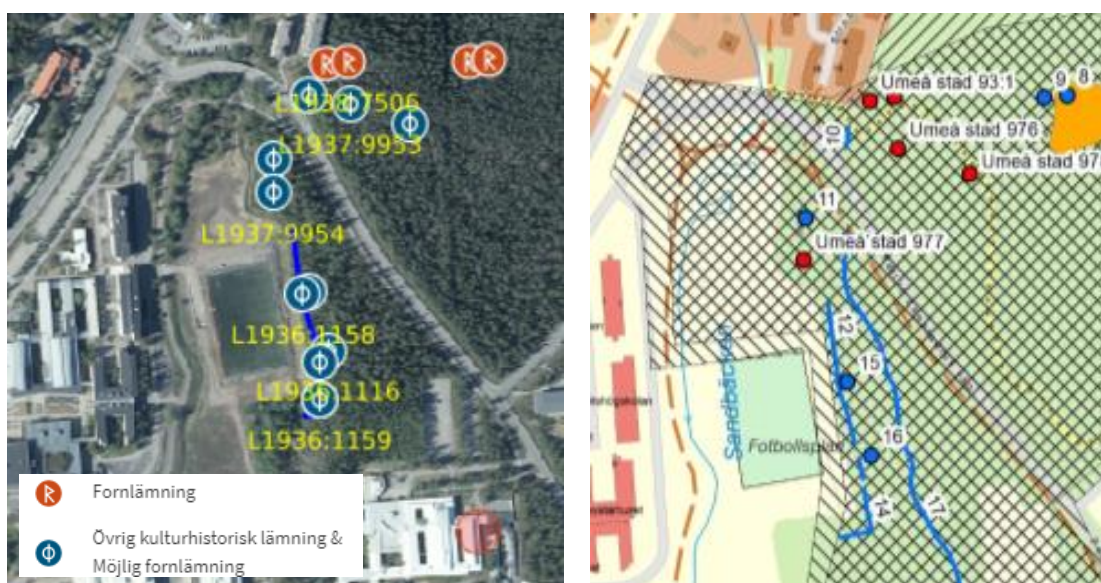 L1938:7506
L1937:9953
L1937:9954
L1936:1158
L1936:1116
L1936:1159
Fornlämning
Övrig kulturhistorisk lämning &
Möjlig fornlämning
Umeå stad 93:1
9
8
Umeå stad 976
10
Umeå stad 97
11
Umeå stad 977
12
15
Sandbäcken
Fotbollsplan
16
14
17